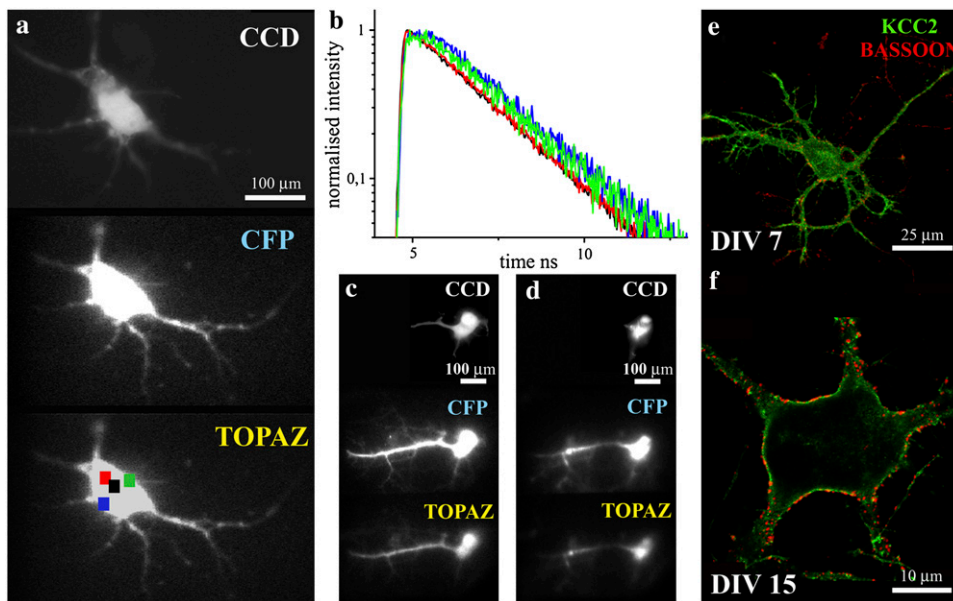 a
CCD
100 µm
CFP
TOPAZ
b
normalised intensity
1
0,1
5
10
time ns
c
CCD
100 µm
CFP
TOPAZ
d
CCD
100 µm
CFP
TOPAZ
e
KCC2
BASSOON
DIV 7
25 µm
f
DIV 15
10 µm